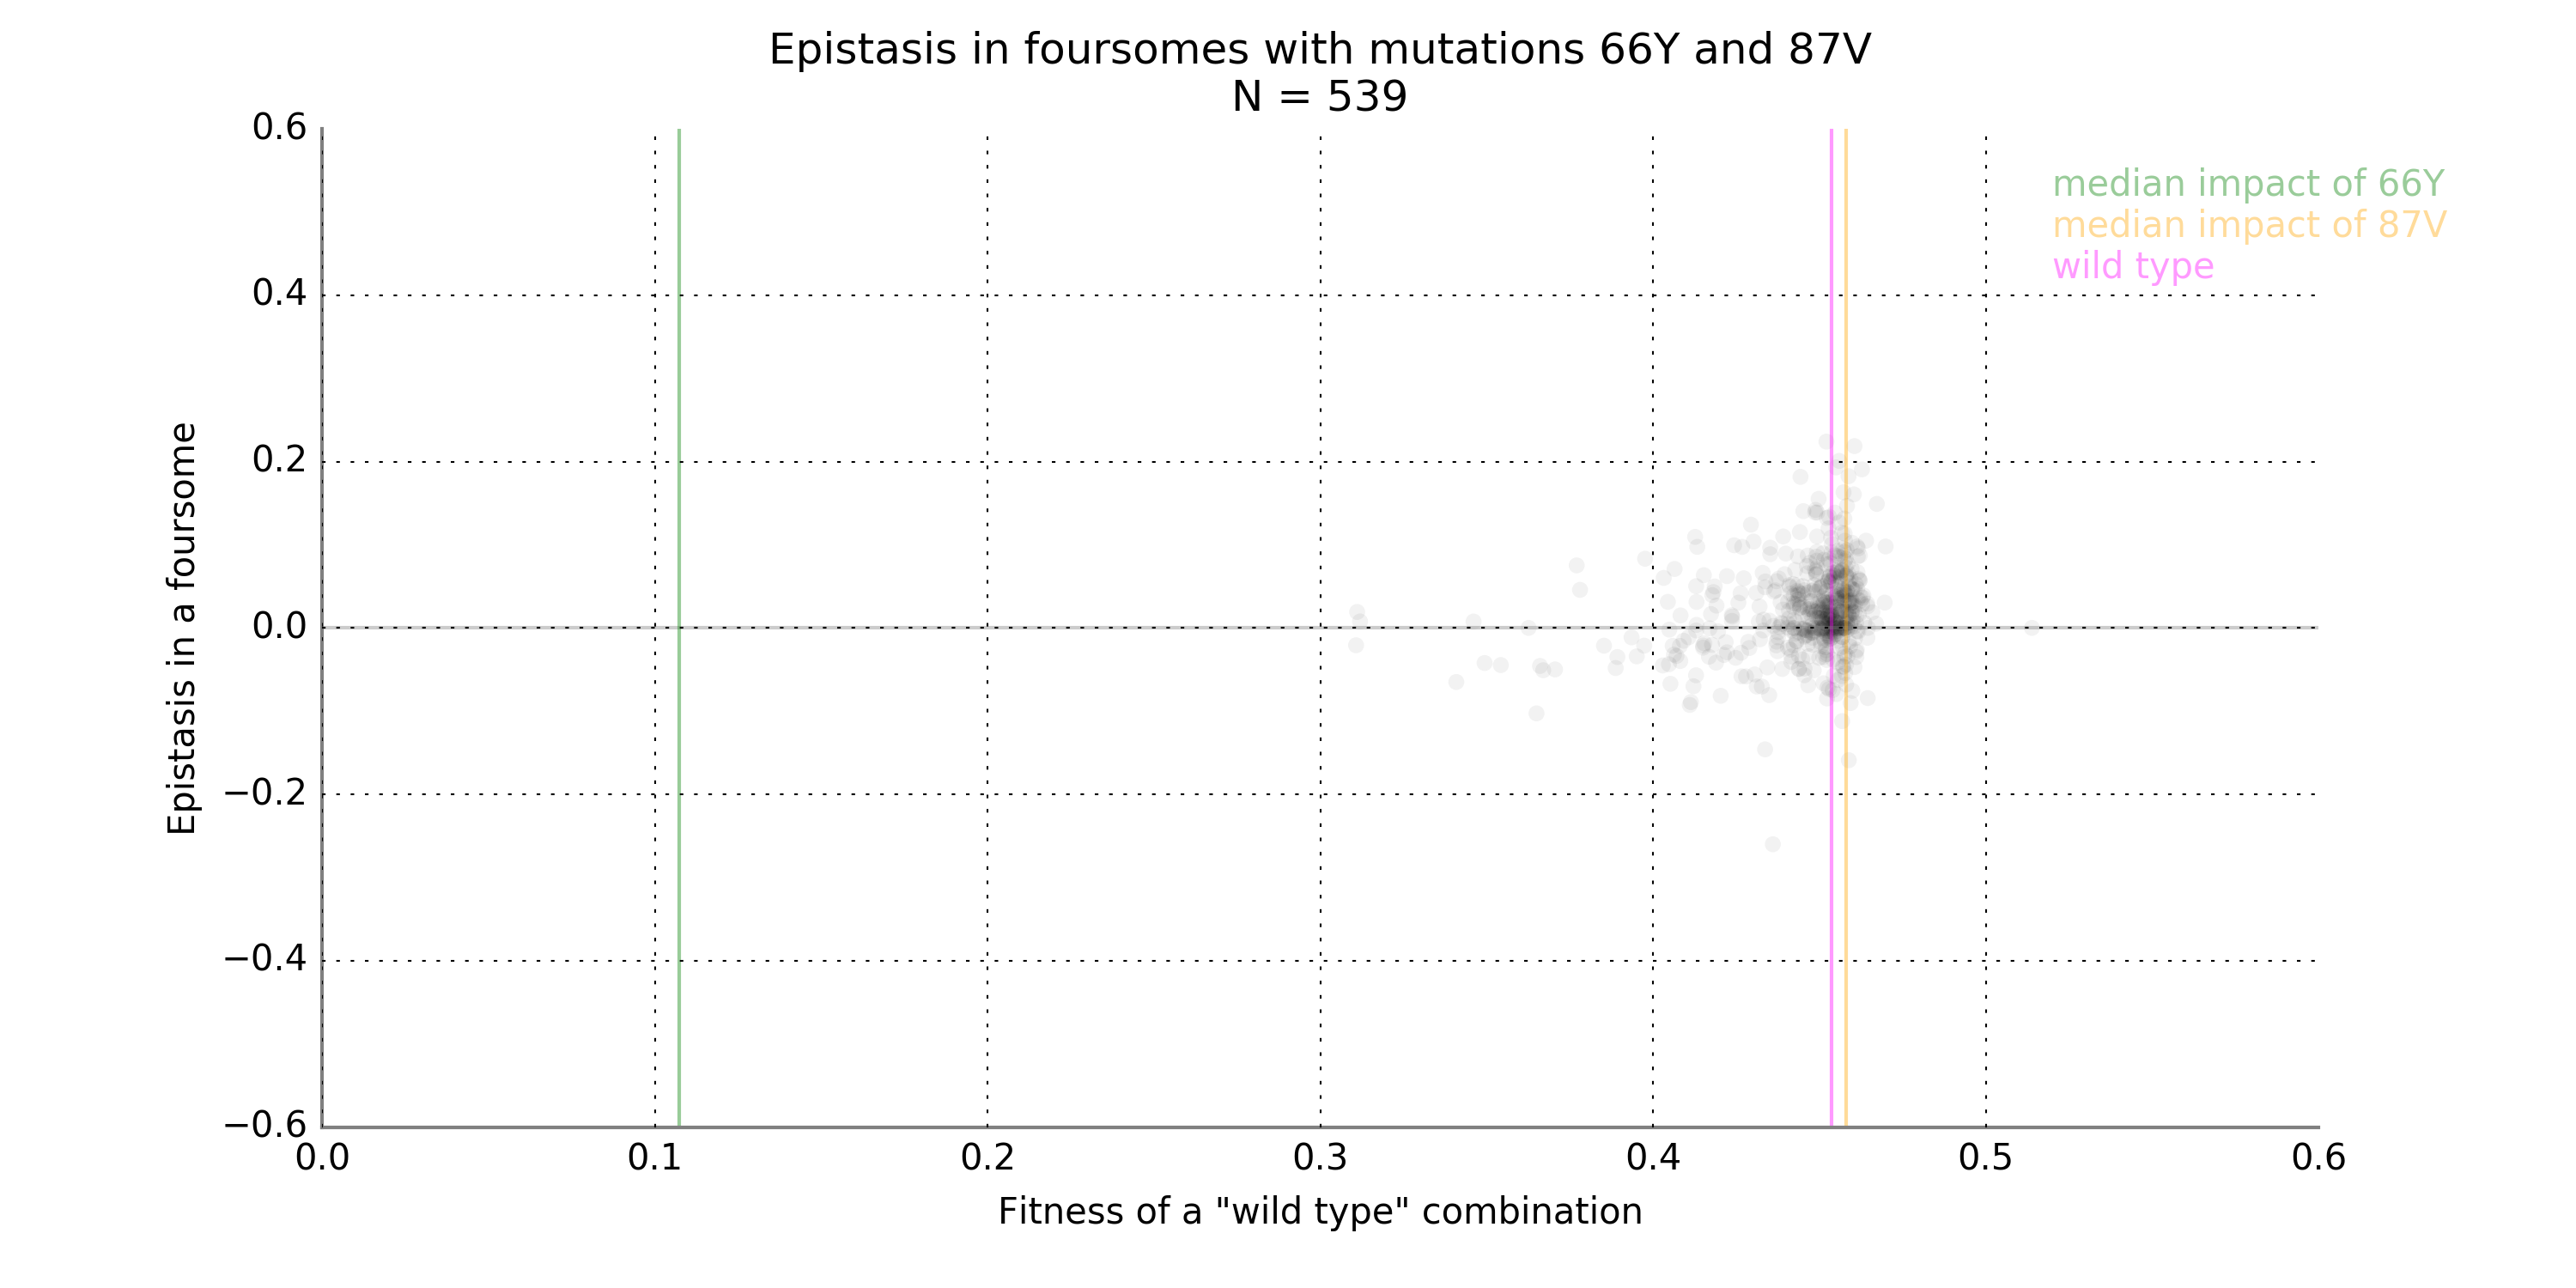 Epistasis in foursomes with mutations 66Y and 87V
N = 539
0.6
0.4
0.2
0.0
−0.2
−0.4
−0.6
Epistasis in a foursome
median impact of 66Y
median impact of 87V
wild type
0.0 0.1 0.2 0.3 0.4 0.5 0.6
Fitness of a "wild type" combination